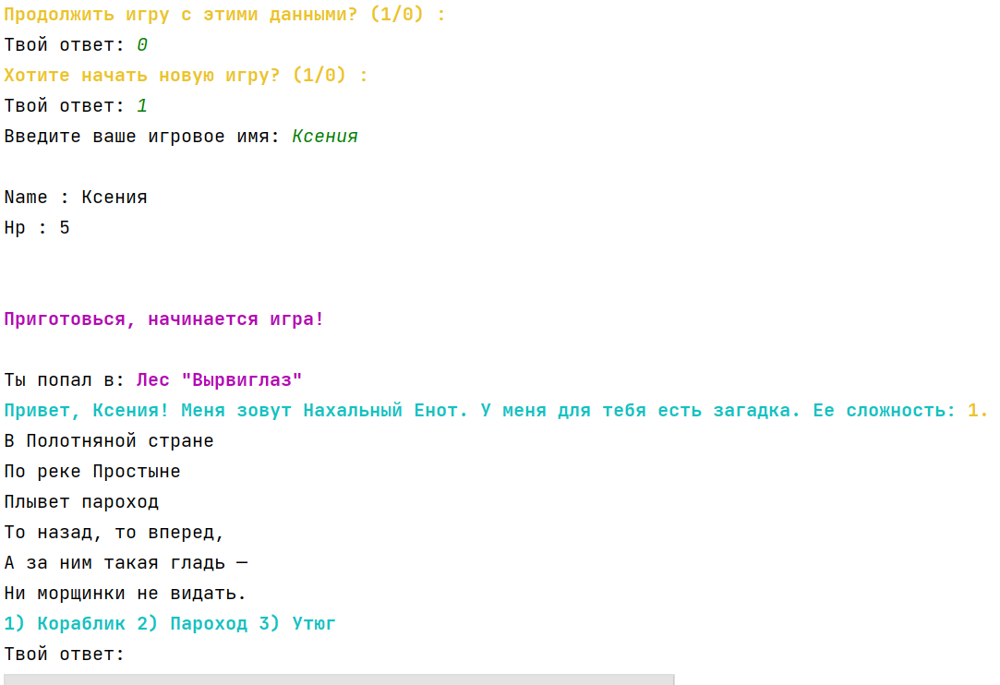 Продолжить игру с этими данными? (1/0) :
Твой ответ: 0
Хотите начать новую игру? (1/0) :
Твой ответ: 1
Введите ваше игровое имя: Ксения
Name : Ксения
Hp : 5
Приготовься, начинается игра!
Ты попал в: Лес "Вырвиглаз"
Привет, Ксения! Меня зовут Нахальный Енот. У меня для тебя есть загадка. Ее сложность: 1.
В Полотняной стране
По реке Простыне
Плывет пароход
То назад, то вперед,
А за ним такая гладь —
Ни морщинки не видать.
1) Кораблик 2) Пароход 3) Утюг
Твой ответ: